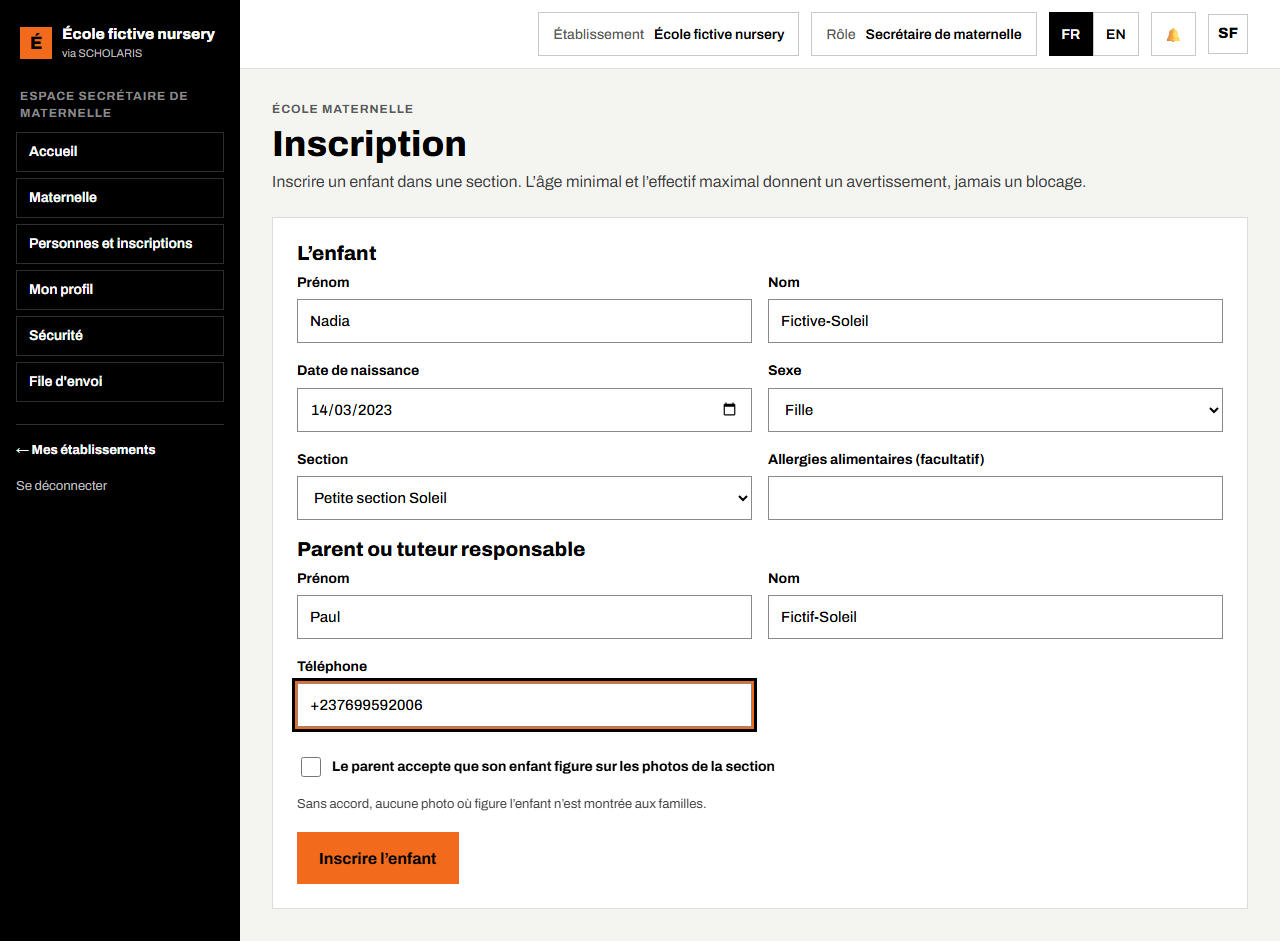 É
École fictive nursery
via SCHOLARIS
ESPACE SECRÉTAIRE DE
MATERNELLE
Accueil
Maternelle
Personnes et inscriptions
Mon profil
Sécurité
File d'envoi
← Mes établissements
Se déconnecter
Établissement École fictive nursery
Rôle Secrétaire de maternelle
FR EN
SF
ÉCOLE MATERNELLE
Inscription
Inscrire un enfant dans une section. L’âge minimal et l’effectif maximal donnent un avertissement, jamais un blocage.
L’enfant
Prénom Nom
Nadia Fictive-Soleil
Date de naissance Sexe
14/03/2023 Fille
Section Allergies alimentaires (facultatif)
Petite section Soleil
Parent ou tuteur responsable
Prénom Nom
Paul Fictif-Soleil
Téléphone
+237699592006
Le parent accepte que son enfant figure sur les photos de la section
Sans accord, aucune photo où figure l’enfant n’est montrée aux familles.
Inscrire l’enfant